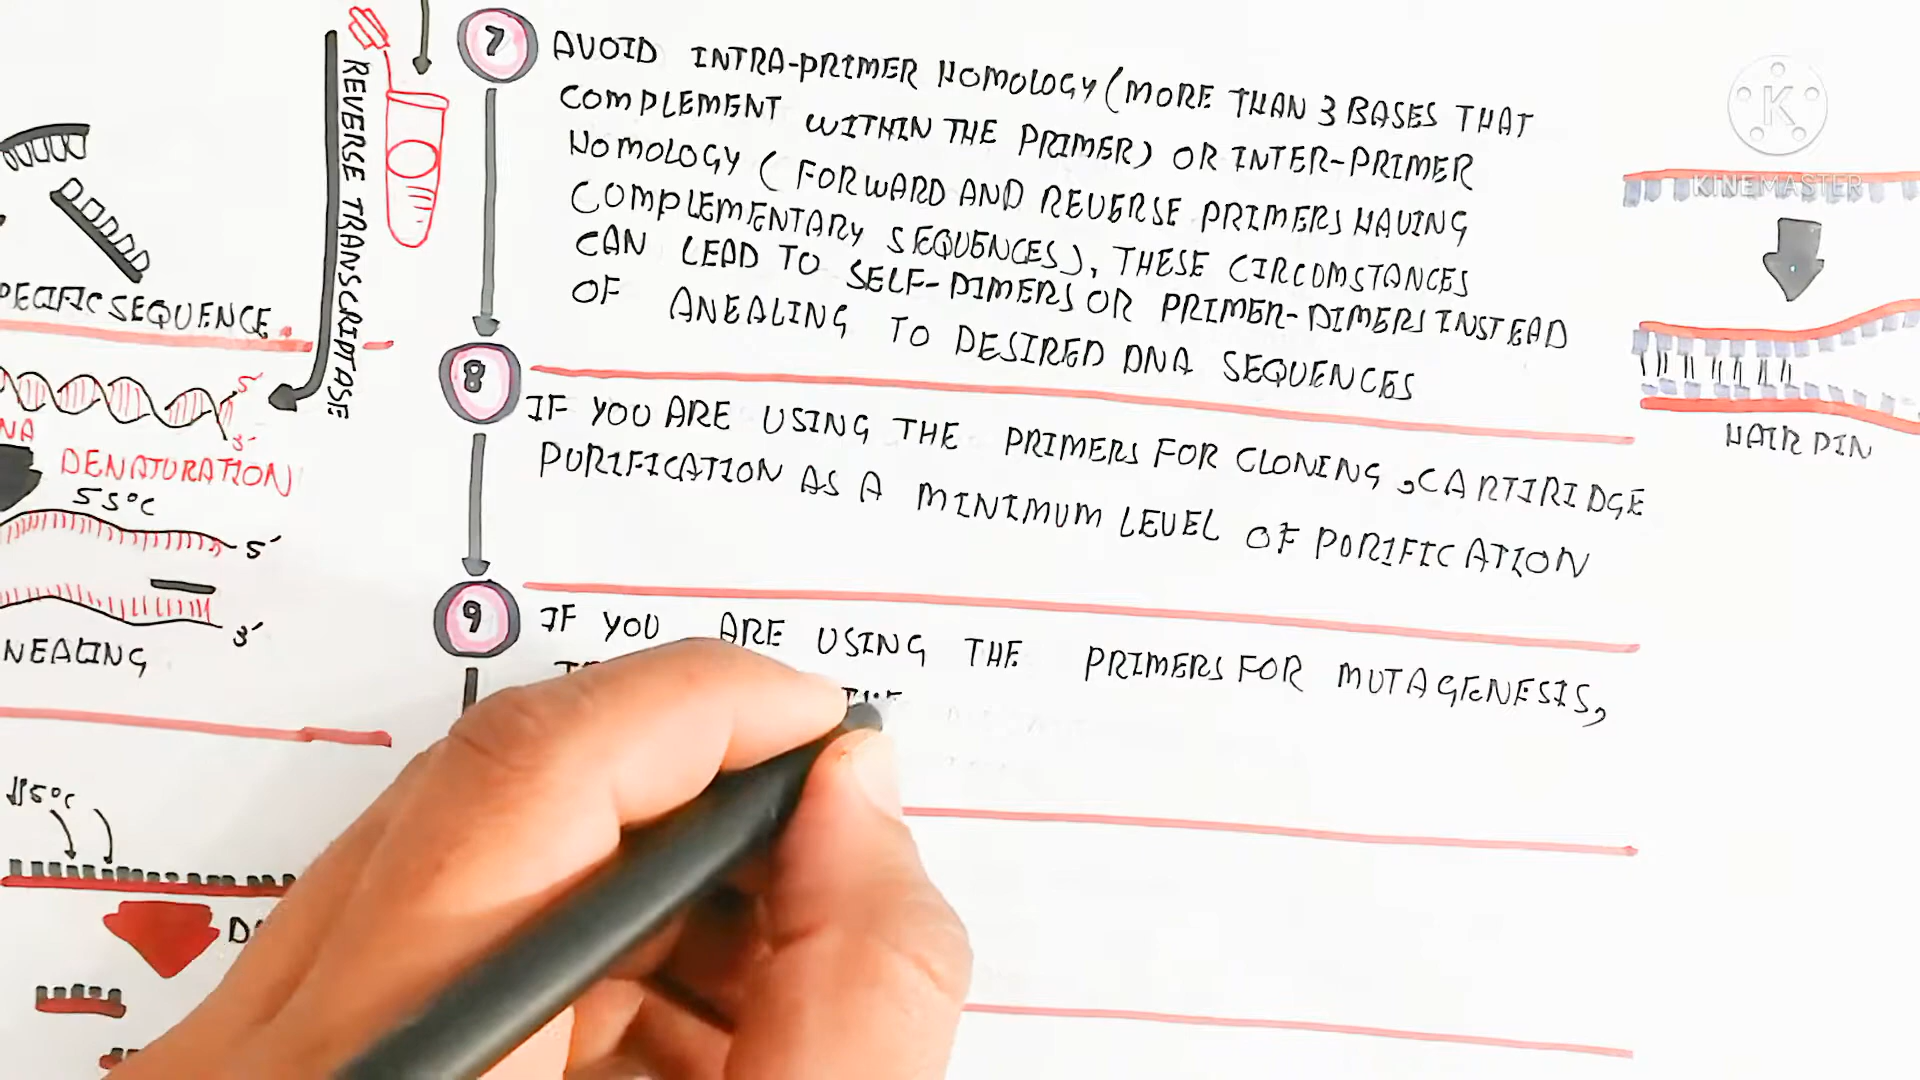 7
AVOID INTRA-PRIMER HOMOLOGY (MORE THAN 3 BASES THAT
COMPLEMENT WITHIN THE PRIMER) OR INTER-PRIMER
HOMOLOGY (FORWARD AND REVERSE PRIMERS HAVING
COMPLEMENTARY SEQUENCES), THESE CIRCOMSTANCES
CAN LEAD TO SELF-DIMERS OR PRIMER-DIMERS INSTEAD
OF ANEALING TO DESIRED DNA SEQUENCES
8
IF YOU ARE USING THE PRIMERS FOR CLONING, CARTIRIDGE
PURIFICATION AS A MINIMUM LEVEL OF PURIFICATION
9
IF YOU ARE USING THE PRIMERS FOR MUTAGENESIS,
REVERSE TRANSCRIPTASE
PECIFIC SEQUENCE
5´
3´
NA
DENATURATION
55°C
5´
3´
NEALING
K
KINEMASTER
HAIR PIN